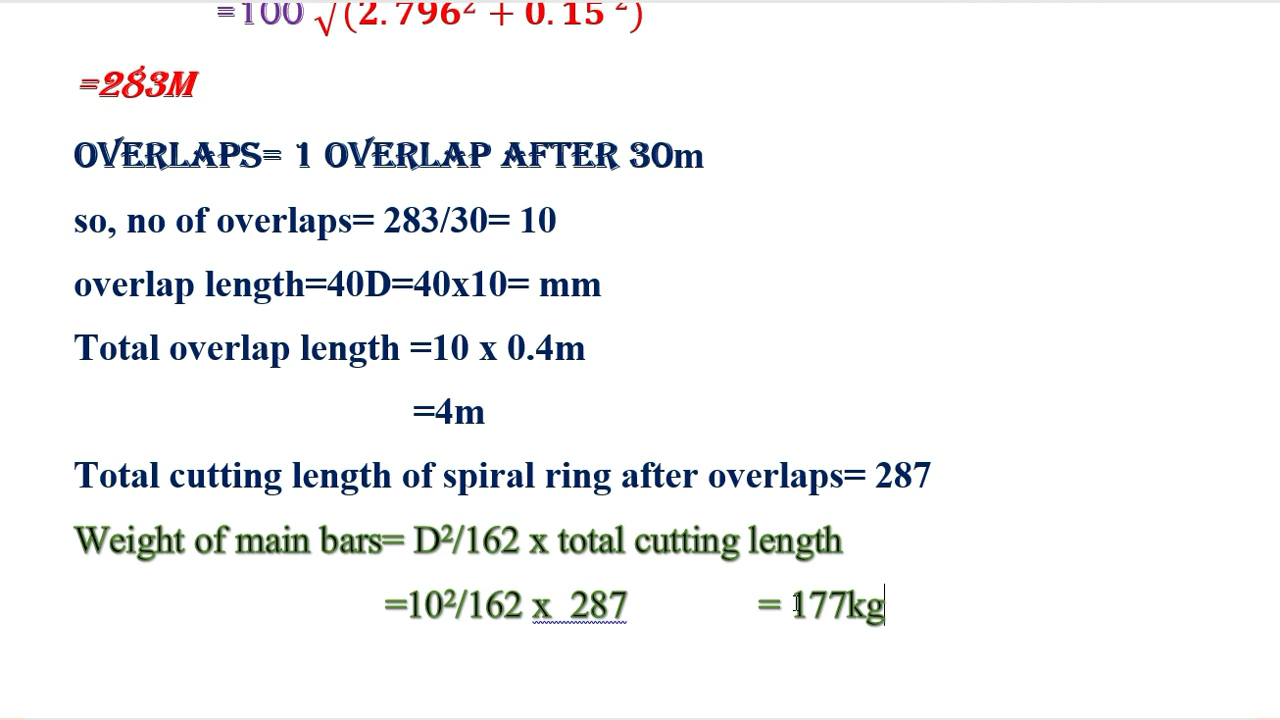 =100 √(2.796² + 0.15 ²)
=283M
OVERLAPS= 1 OVERLAP AFTER 30m
so, no of overlaps= 283/30= 10
overlap length=40D=40x10= mm
Total overlap length =10 x 0.4m
=4m
Total cutting length of spiral ring after overlaps= 287
Weight of main bars= D²/162 x total cutting length
=10²/162 x 287 = 177kg